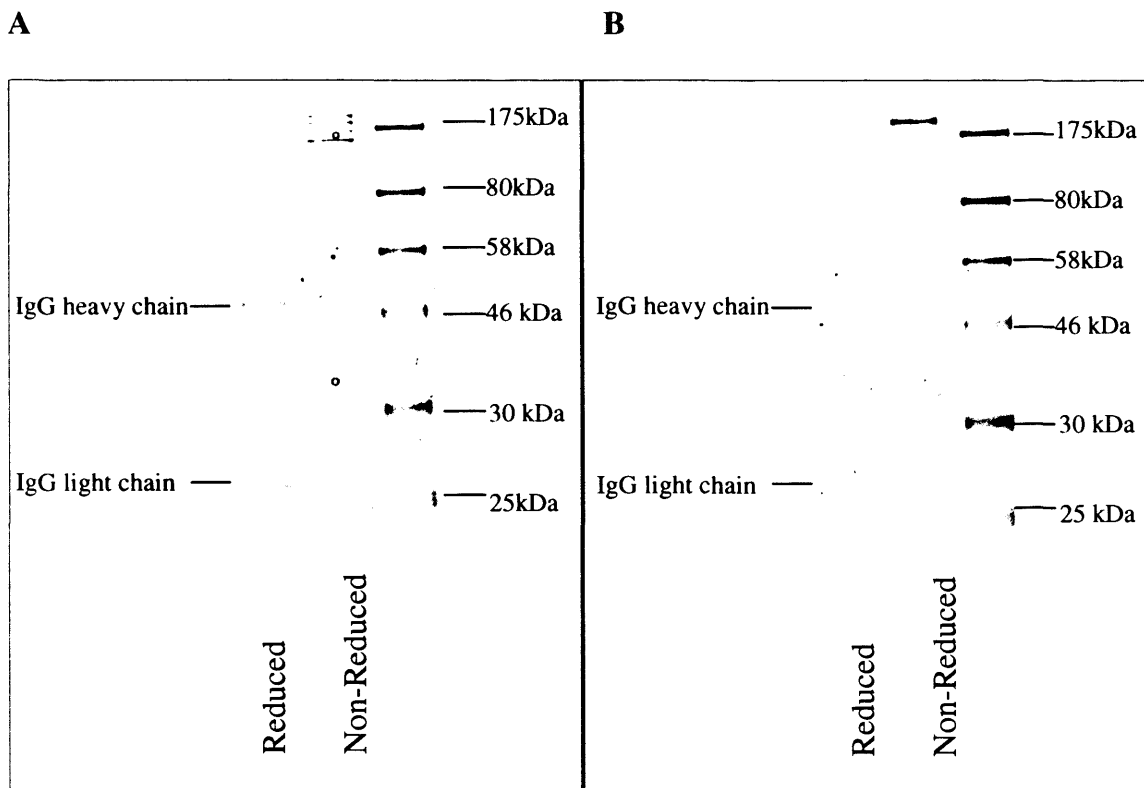 A
B
175kDa
80kDa
58kDa
IgG heavy chain
46 kDa
30 kDa
IgG light chain
25kDa
Reduced
Non-Reduced
175kDa
80kDa
58kDa
IgG heavy chain
46 kDa
30 kDa
IgG light chain
25 kDa
Reduced
Non-Reduced